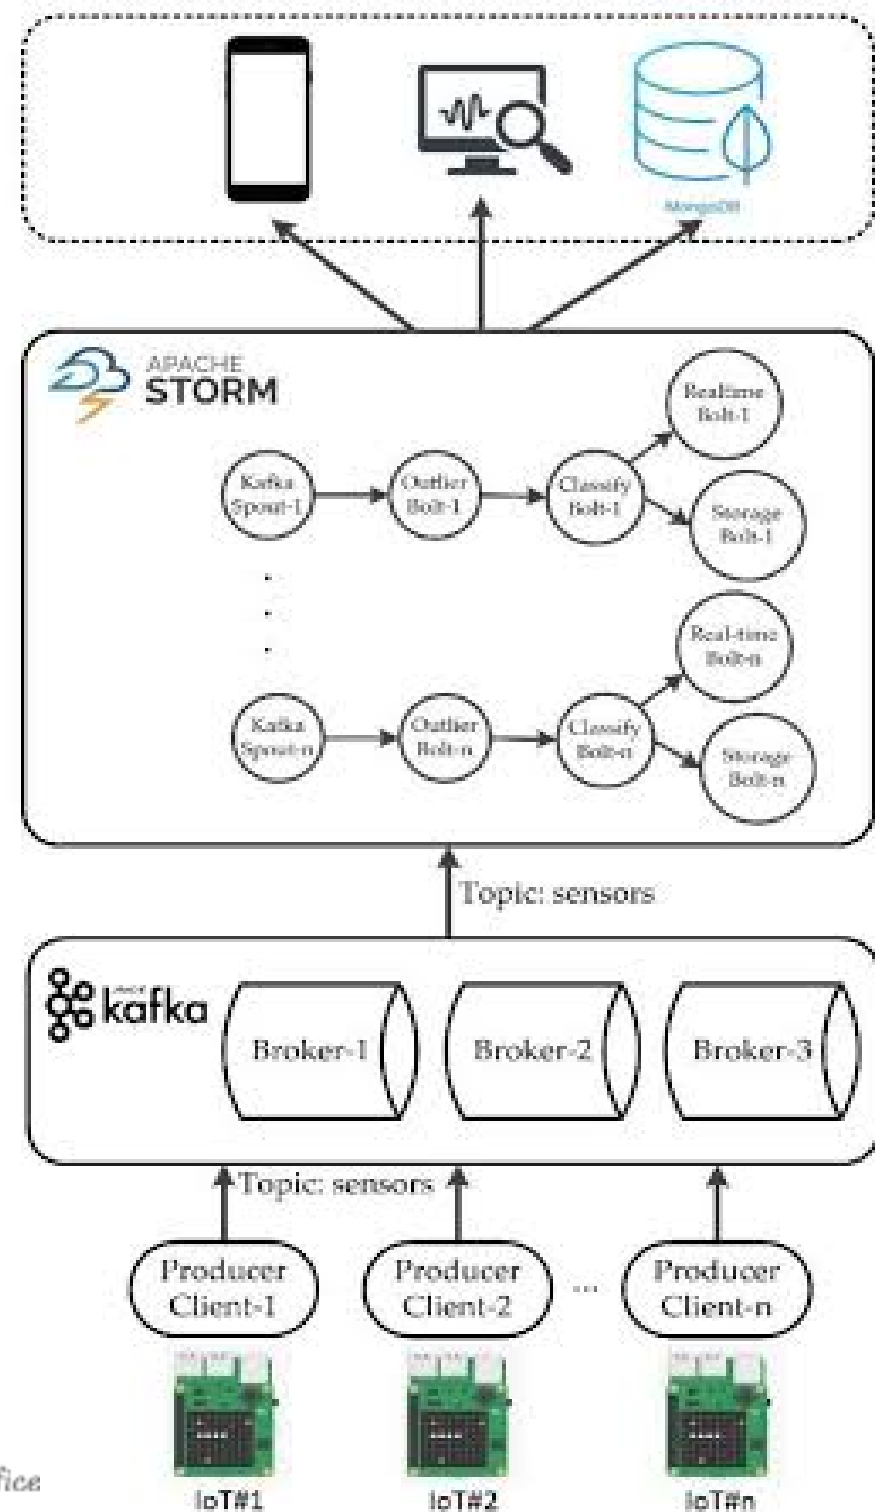 MongoDB
APACHE
STORM
Realtime
Bolt-1
Kafka
Spout-1
Outlier
Bolt-1
Classify
Bolt-1
Storage
Bolt-1
Real-time
Bolt-n
Kafka
Spout-n
Outlier
Bolt-n
Classify
Bolt-n
Storage
Bolt-n
Topic: sensors
kafka
Broker-1
Broker-2
Broker-3
Topic: sensors
Producer
Client-1
Producer
Client-2
...
Producer
Client-n
fice
IoT#1
IoT#2
IoT#n